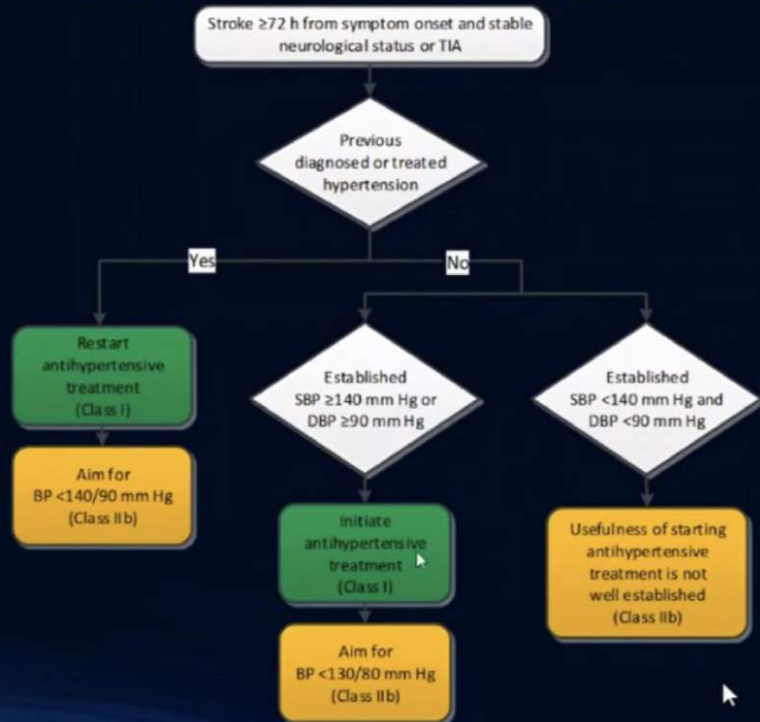 Stroke ≥72 h from symptom onset and stable
neurological status or TIA
Previous
diagnosed or treated
hypertension
Yes
No
Restart
antihypertensive
treatment
(Class I)
Aim for
BP <140/90 mm Hg
(Class IIb)
Established
SBP ≥140 mm Hg or
DBP ≥90 mm Hg
Initiate
antihypertensive
treatment
(Class I)
Aim for
BP <130/80 mm Hg
(Class IIb)
Established
SBP <140 mm Hg and
DBP <90 mm Hg
Usefulness of starting
antihypertensive
treatment is not
well established
(Class IIb)